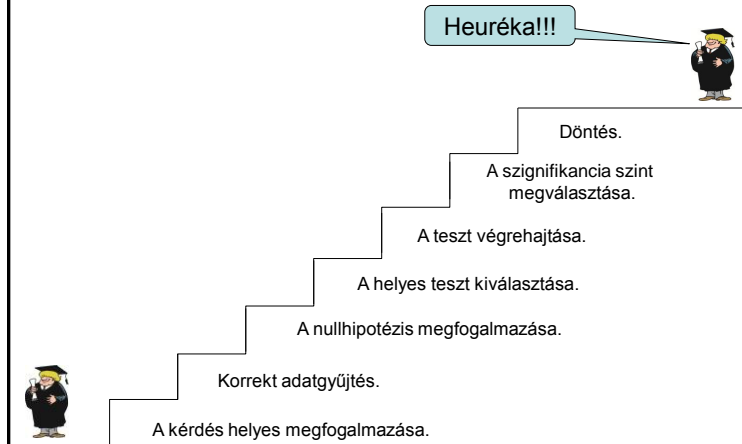 Heuréka!!!
Döntés.
A szignifikancia szint
megválasztása.
A teszt végrehajtása.
A helyes teszt kiválasztása.
A nullhipotézis megfogalmazása.
Korrekt adatgyűjtés.
A kérdés helyes megfogalmazása.